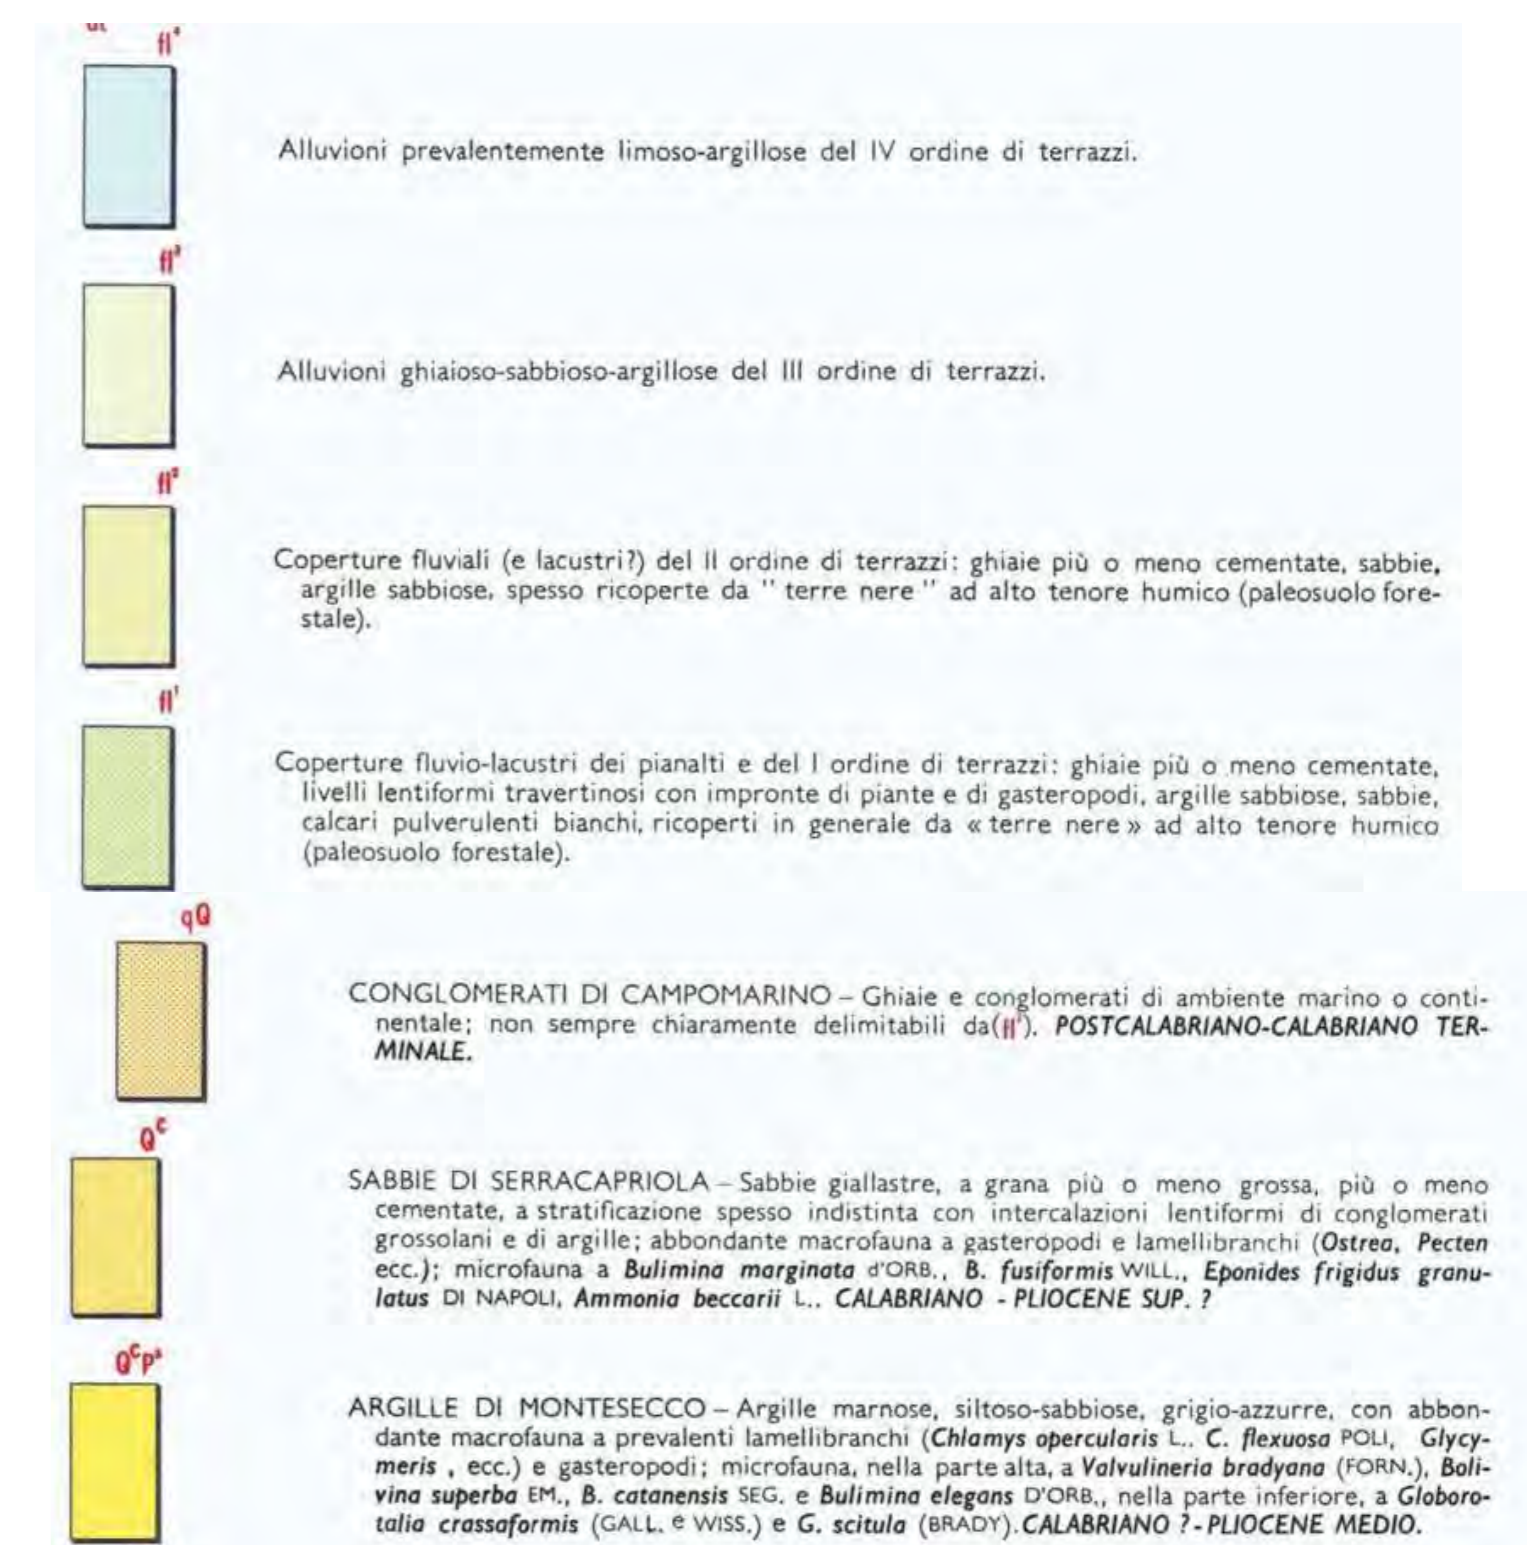 fl⁴
Alluvioni prevalentemente limoso-argillose del IV ordine di terrazzi.
fl³
Alluvioni ghiaioso-sabbioso-argillose del III ordine di terrazzi.
fl²
Coperture fluviali (e lacustri?) del II ordine di terrazzi: ghiaie più o meno cementate, sabbie,
argille sabbiose, spesso ricoperte da " terre nere " ad alto tenore humico (paleosuolo fore-
stale).
fl¹
Coperture fluvio-lacustri dei pianalti e del I ordine di terrazzi: ghiaie più o meno cementate,
livelli lentiformi travertinosi con impronte di piante e di gasteropodi, argille sabbiose, sabbie,
calcari pulverulenti bianchi, ricoperti in generale da « terre nere » ad alto tenore humico
(paleosuolo forestale).
qQ
CONGLOMERATI DI CAMPOMARINO – Ghiaie e conglomerati di ambiente marino o conti-
nentale; non sempre chiaramente delimitabili da(fl¹). POSTCALABRIANO-CALABRIANO TER-
MINALE.
Qᶜ
SABBIE DI SERRACAPRIOLA – Sabbie giallastre, a grana più o meno grossa, più o meno
cementate, a stratificazione spesso indistinta con intercalazioni lentiformi di conglomerati
grossolani e di argille; abbondante macrofauna a gasteropodi e lamellibranchi (Ostrea, Pecten
ecc.); microfauna a Bulimina marginata d'ORB., B. fusiformis WILL., Eponides frigidus granu-
latus DI NAPOLI, Ammonia beccarii L.. CALABRIANO - PLIOCENE SUP. ?
QᶜP³
ARGILLE DI MONTESECCO – Argille marnose, siltoso-sabbiose, grigio-azzurre, con abbon-
dante macrofauna a prevalenti lamellibranchi (Chlamys opercularis L.. C. flexuosa POLI, Glycy-
meris , ecc.) e gasteropodi; microfauna, nella parte alta, a Valvulineria bradyana (FORN.), Boli-
vina superba EM., B. catanensis SEG. e Bulimina elegans D'ORB., nella parte inferiore, a Globoro-
talia crassaformis (GALL. e WISS.) e G. scitula (BRADY). CALABRIANO ?-PLIOCENE MEDIO.